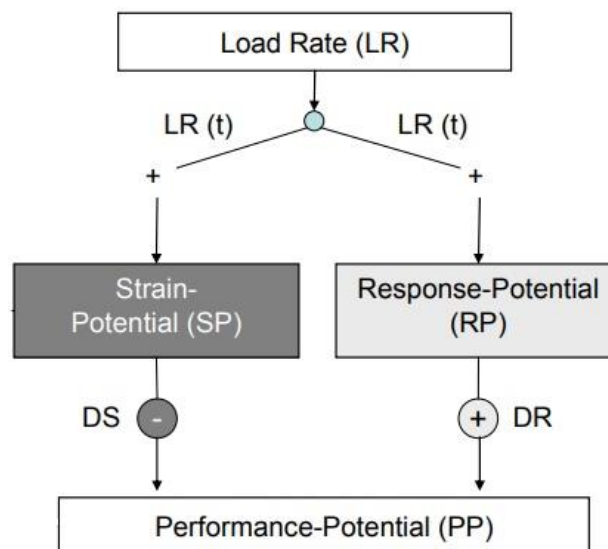 Load Rate (LR)
LR (t)
LR (t)
+
+
Strain-
Potential (SP)
Response-Potential
(RP)
DS
-
+
DR
Performance-Potential (PP)